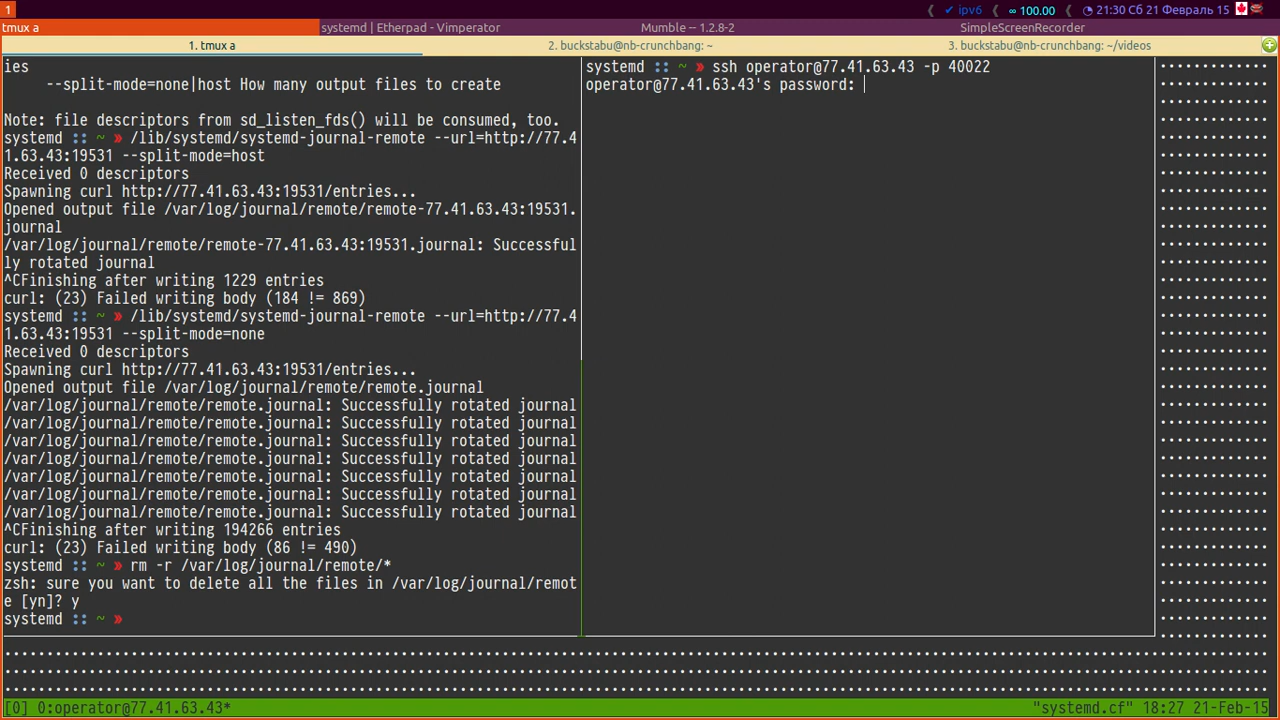 1
✔ ipv6
∞ 100.00
21:30 Сб 21 Февраль 15
tmux a
systemd | Etherpad - Vimperator
Mumble -- 1.2.8-2
SimpleScreenRecorder
1. tmux a
2. buckstabu@nb-crunchbang: ~
3. buckstabu@nb-crunchbang: ~/videos
ies
--split-mode=none|host How many output files to create
Note: file descriptors from sd_listen_fds() will be consumed, too.
systemd :: ~ » /lib/systemd/systemd-journal-remote --url=http://77.4
1.63.43:19531 --split-mode=host
Received 0 descriptors
Spawning curl http://77.41.63.43:19531/entries...
Opened output file /var/log/journal/remote/remote-77.41.63.43:19531.
journal
/var/log/journal/remote/remote-77.41.63.43:19531.journal: Successful
ly rotated journal
^CFinishing after writing 1229 entries
curl: (23) Failed writing body (184 != 869)
systemd :: ~ » /lib/systemd/systemd-journal-remote --url=http://77.4
1.63.43:19531 --split-mode=none
Received 0 descriptors
Spawning curl http://77.41.63.43:19531/entries...
Opened output file /var/log/journal/remote/remote.journal
/var/log/journal/remote/remote.journal: Successfully rotated journal
/var/log/journal/remote/remote.journal: Successfully rotated journal
/var/log/journal/remote/remote.journal: Successfully rotated journal
/var/log/journal/remote/remote.journal: Successfully rotated journal
/var/log/journal/remote/remote.journal: Successfully rotated journal
/var/log/journal/remote/remote.journal: Successfully rotated journal
/var/log/journal/remote/remote.journal: Successfully rotated journal
^CFinishing after writing 194266 entries
curl: (23) Failed writing body (86 != 490)
systemd :: ~ » rm -r /var/log/journal/remote/*
zsh: sure you want to delete all the files in /var/log/journal/remot
e [yn]? y
systemd :: ~ »
systemd :: ~ » ssh operator@77.41.63.43 -p 40022
operator@77.41.63.43's password:
[0] 0:operator@77.41.63.43*
"systemd.cf" 18:27 21-Feb-15